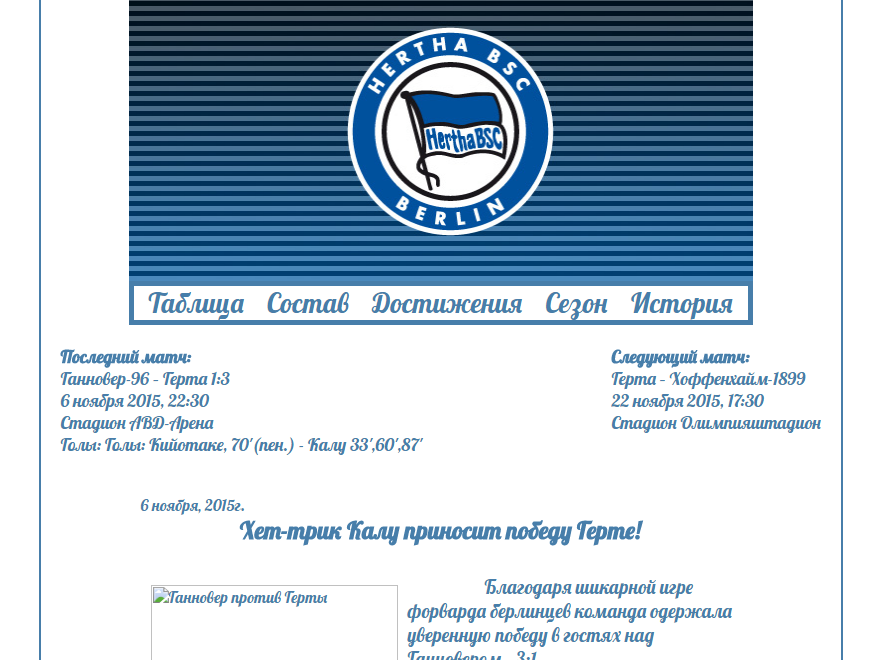 HERTHA BSC
HerthaBSC
BERLIN
Таблица Состав Достижения Сезон История
Последний матч:
Ганновер-96 - Герта 1:3
6 ноября 2015, 22:30
Стадион АВД-Арена
Голы: Голы: Кийотаке, 70'(пен.) - Калу 33',60',87'
Следующий матч:
Герта - Хоффенхайм-1899
22 ноября 2015, 17:30
Стадион Олимпияштадион
6 ноября, 2015г.
Хет-трик Калу приносит победу Герте!
Ганновер против Герты
Благодаря шикарной игре
форварда берлинцев команда одержала
уверенную победу в гостях над
Ганновером - 3:1